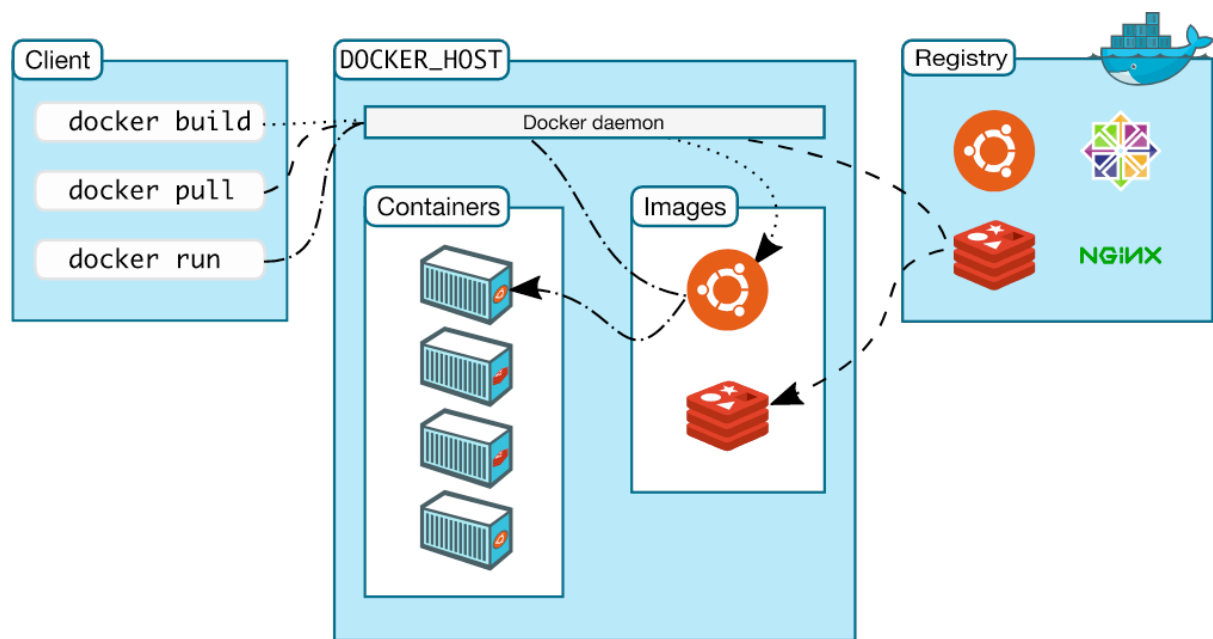 Client
docker build
docker pull
docker run
DOCKER_HOST
Docker daemon
Containers
Images
Registry
NGiNX